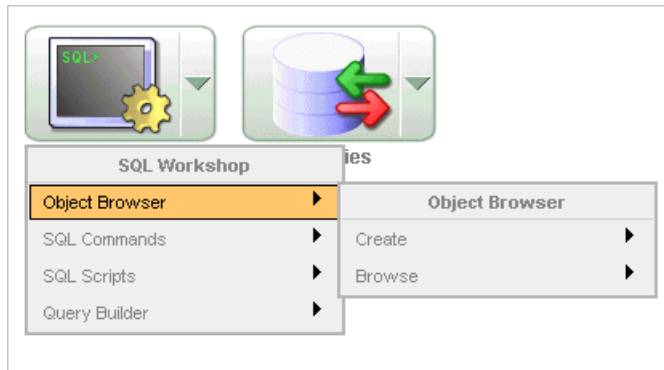 SQL>
ies
SQL Workshop
Object Browser
SQL Commands
SQL Scripts
Query Builder
Object Browser
Create
Browse